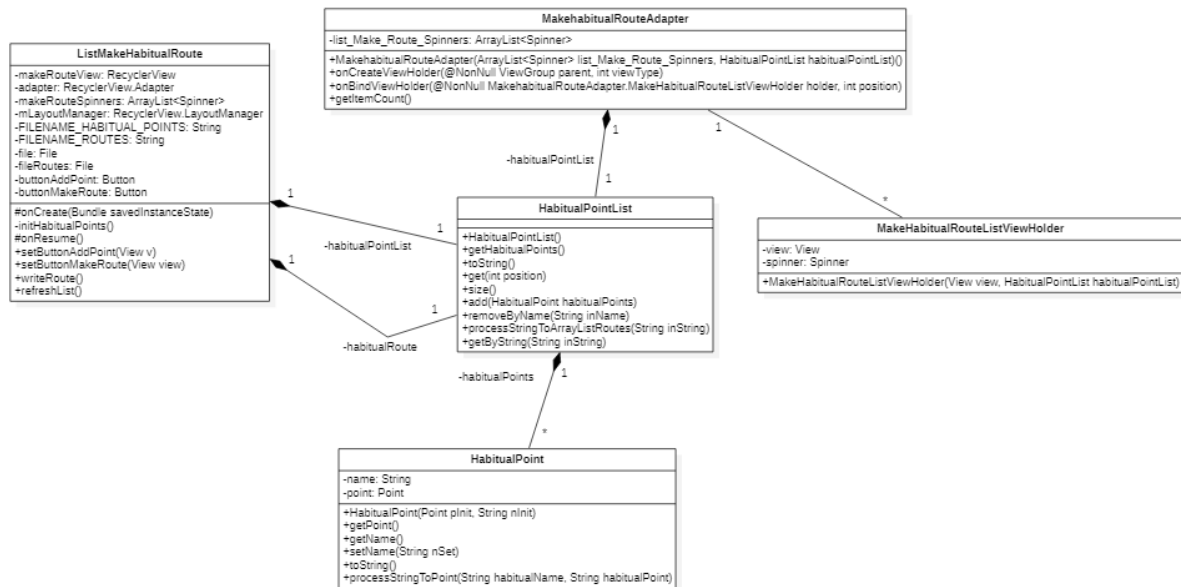 MakehabitualRouteAdapter
-list_Make_Route_Spinners: ArrayList<Spinner>
+MakehabitualRouteAdapter(ArrayList<Spinner> list_Make_Route_Spinners, HabitualPointList habitualPointList)()
+onCreateViewHolder(@NonNull ViewGroup parent, int viewType)
+onBindViewHolder(@NonNull MakehabitualRouteAdapter.MakeHabitualRouteListViewHolder holder, int position)
+getItemCount()
ListMakeHabitualRoute
-makeRouteView: RecyclerView
-adapter: RecyclerView.Adapter
-makeRouteSpinners: ArrayList<Spinner>
-mLayoutManager: RecyclerView.LayoutManager
-FILENAME_HABITUAL_POINTS: String
-FILENAME_ROUTES: String
-file: File
-fileRoutes: File
-buttonAddPoint: Button
-buttonMakeRoute: Button
#onCreate(Bundle savedInstanceState)
-initHabitualPoints()
#onResume()
+setButtonAddPoint(View v)
+setButtonMakeRoute(View view)
+writeRoute()
+refreshList()
1
-habitualPointList
1
1
*
1
-habitualPointList
1
1
-habitualRoute
1
HabitualPointList
+HabitualPointList()
+getHabitualPoints()
+toString()
+get(int position)
+size()
+add(HabitualPoint habitualPoints)
+removeByName(String inName)
+processStringToArrayListRoutes(String inString)
+getByString(String inString)
MakeHabitualRouteListViewHolder
-view: View
-spinner: Spinner
+MakeHabitualRouteListViewHolder(View view, HabitualPointList habitualPointList)
1
-habitualPoints
*
HabitualPoint
-name: String
-point: Point
+HabitualPoint(Point pInit, String nInit)
+getPoint()
+getName()
+setName(String nSet)
+toString()
+processStringToPoint(String habitualName, String habitualPoint)